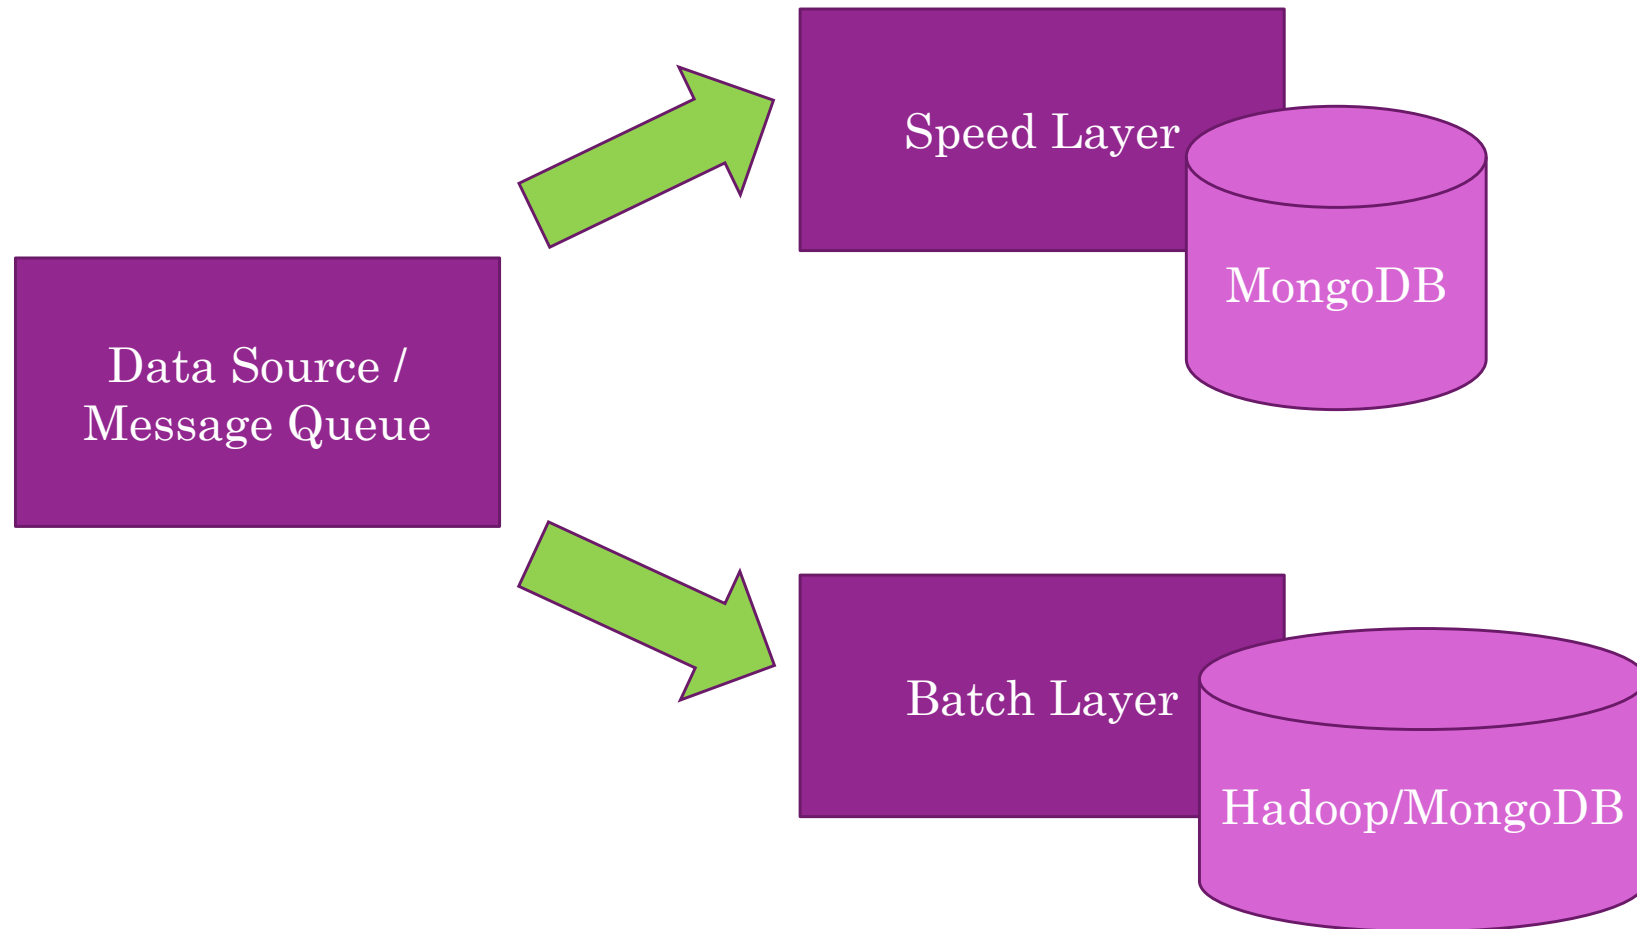 Speed Layer
MongoDB
Data Source /
Message Queue
Batch Layer
Hadoop/MongoDB